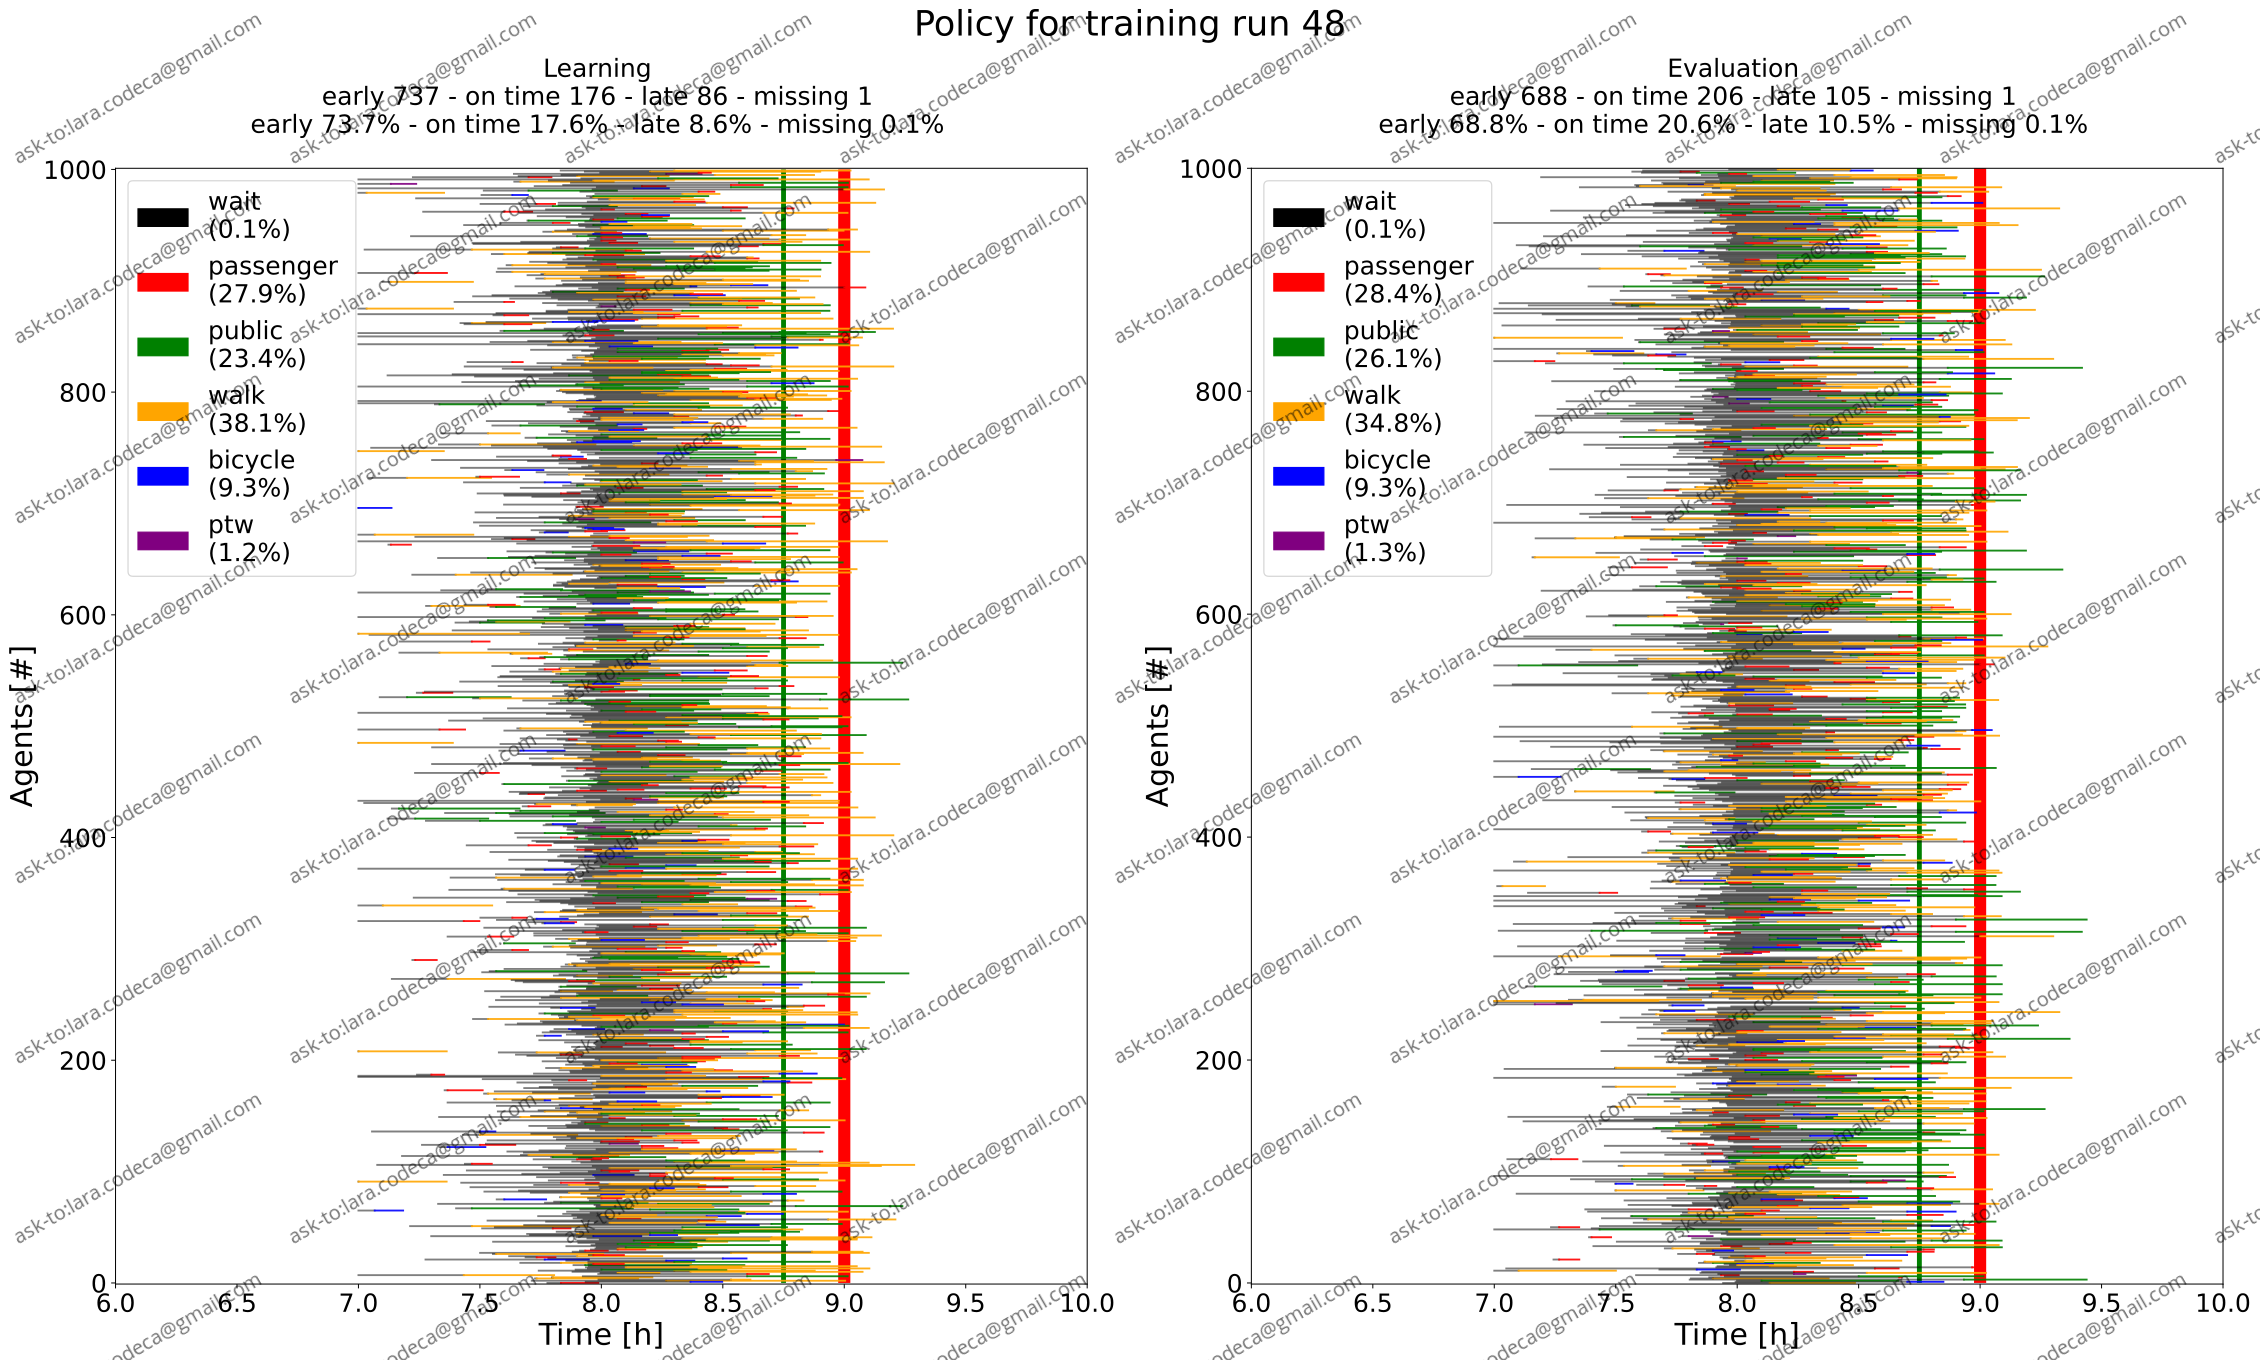 Policy for training run 48
Learning
early 737 - on time 176 - late 86 - missing 1
early 73.7% - on time 17.6% - late 8.6% - missing 0.1%
1000
800
600
400
200
0
Agents [#]
wait
(0.1%)
passenger
(27.9%)
public
(23.4%)
walk
(38.1%)
bicycle
(9.3%)
ptw
(1.2%)
6.0 6.5 7.0 7.5 8.0 8.5 9.0 9.5 10.0
Time [h]
Evaluation
early 688 - on time 206 - late 105 - missing 1
early 68.8% - on time 20.6% - late 10.5% - missing 0.1%
1000
800
600
400
200
0
Agents [#]
wait
(0.1%)
passenger
(28.4%)
public
(26.1%)
walk
(34.8%)
bicycle
(9.3%)
ptw
(1.3%)
6.0 6.5 7.0 7.5 8.0 8.5 9.0 9.5 10.0
Time [h]
ask-to:lara.codeca@gmail.com